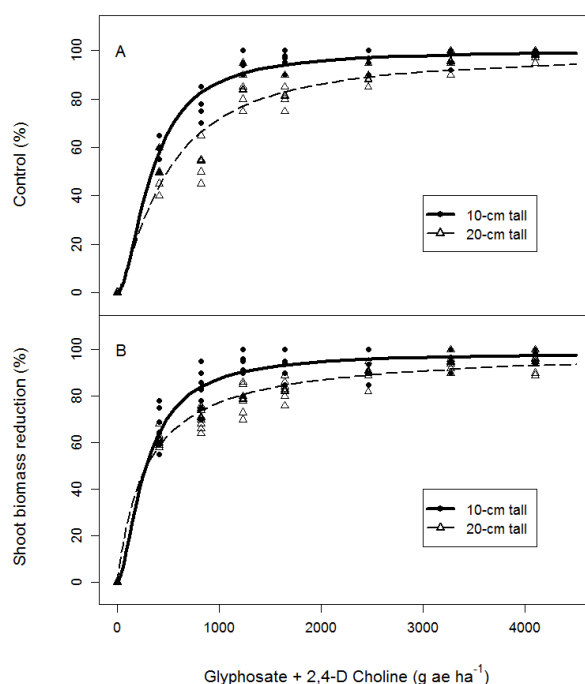 A
Control (%)
100
80
60
40
20
0
10-cm tall
20-cm tall
B
Shoot biomass reduction (%)
100
80
60
40
20
0
10-cm tall
20-cm tall
0 1000 2000 3000 4000
Glyphosate + 2,4-D Choline (g ae ha⁻¹)